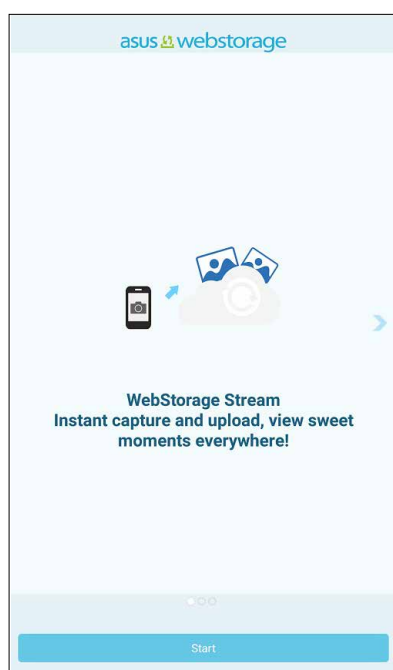 asus webstorage
WebStorage Stream
Instant capture and upload, view sweet
moments everywhere!
Start